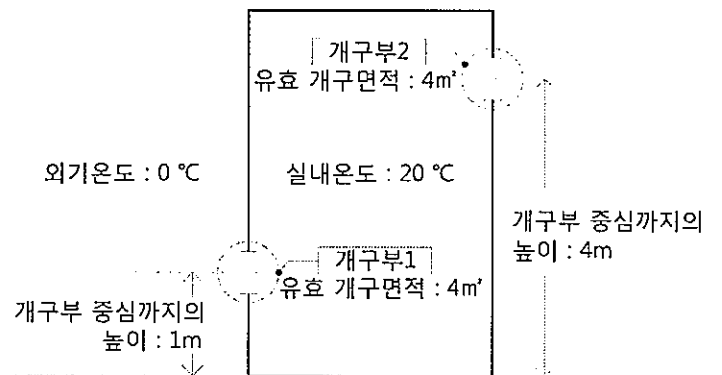 개구부2
유효 개구면적 : 4㎡
외기온도 : 0 ℃
실내온도 : 20 ℃
개구부 중심까지의
높이 : 4m
개구부1
유효 개구면적 : 4㎡
개구부 중심까지의
높이 : 1m